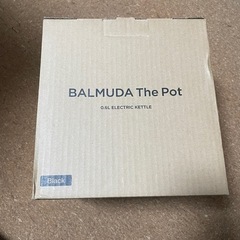 BALMUDA The Pot
0.6L ELECTRIC KETTLE
Black